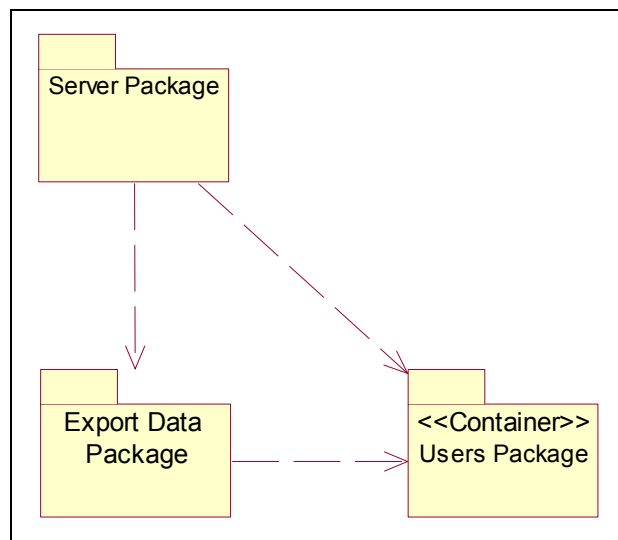 Server Package
Export Data
Package
<<Container>>
Users Package